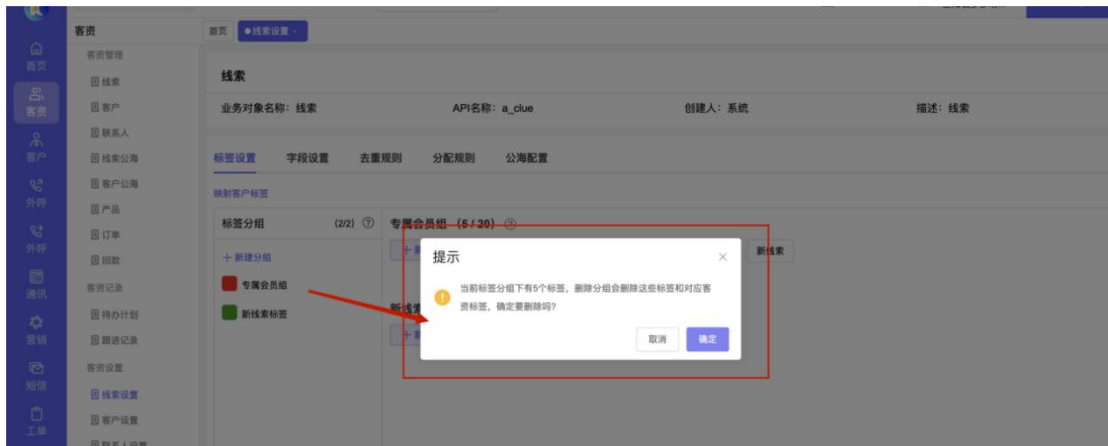 客资
首页
线索设置
首页
客资
客户
外呼
外呼
通讯
营销
短信
工单
客资管理
线索
客户
联系人
线索公海
客户公海
产品
订单
回款
客资记录
待办计划
跟进记录
客资设置
线索设置
客户设置
线索
业务对象名称：线索
API名称：a_clue
创建人：系统
描述：线索
标签设置 字段设置 去重规则 分配规则 公海配置
映射客户标签
标签分组 (2/2)
+ 新建分组
专属会员组
新线索标签
专属会员组 (5 / 20)
新线索
提示
当前标签分组下有5个标签，删除分组会删除这些标签和对应客
资标签，确定要删除吗？
取消 确定